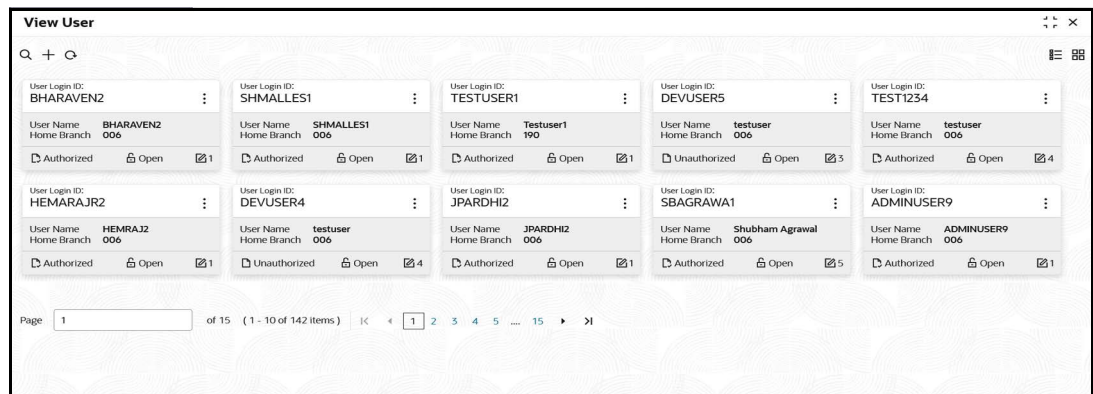 View User
User Login ID:
BHARAVEN2
User Name BHARAVEN2
Home Branch 006
Authorized Open 1
User Login ID:
SHMALLES1
User Name SHMALLES1
Home Branch 006
Authorized Open 1
User Login ID:
TESTUSER1
User Name Testuser1
Home Branch 190
Authorized Open 1
User Login ID:
DEVUSER5
User Name testuser
Home Branch 006
Unauthorized Open 3
User Login ID:
TEST1234
User Name testuser
Home Branch 006
Authorized Open 4
User Login ID:
HEMARAJR2
User Name HEMRAJ2
Home Branch 006
Authorized Open 1
User Login ID:
DEVUSER4
User Name testuser
Home Branch 006
Unauthorized Open 4
User Login ID:
JPARDHI2
User Name JPARDHI2
Home Branch 006
Authorized Open 1
User Login ID:
SBAGRAWA1
User Name Shubham Agrawal
Home Branch 006
Authorized Open 5
User Login ID:
ADMINUSER9
User Name ADMINUSER9
Home Branch 006
Authorized Open 1
Page 1 of 15 ( 1 - 10 of 142 items ) 1 2 3 4 5 .... 15